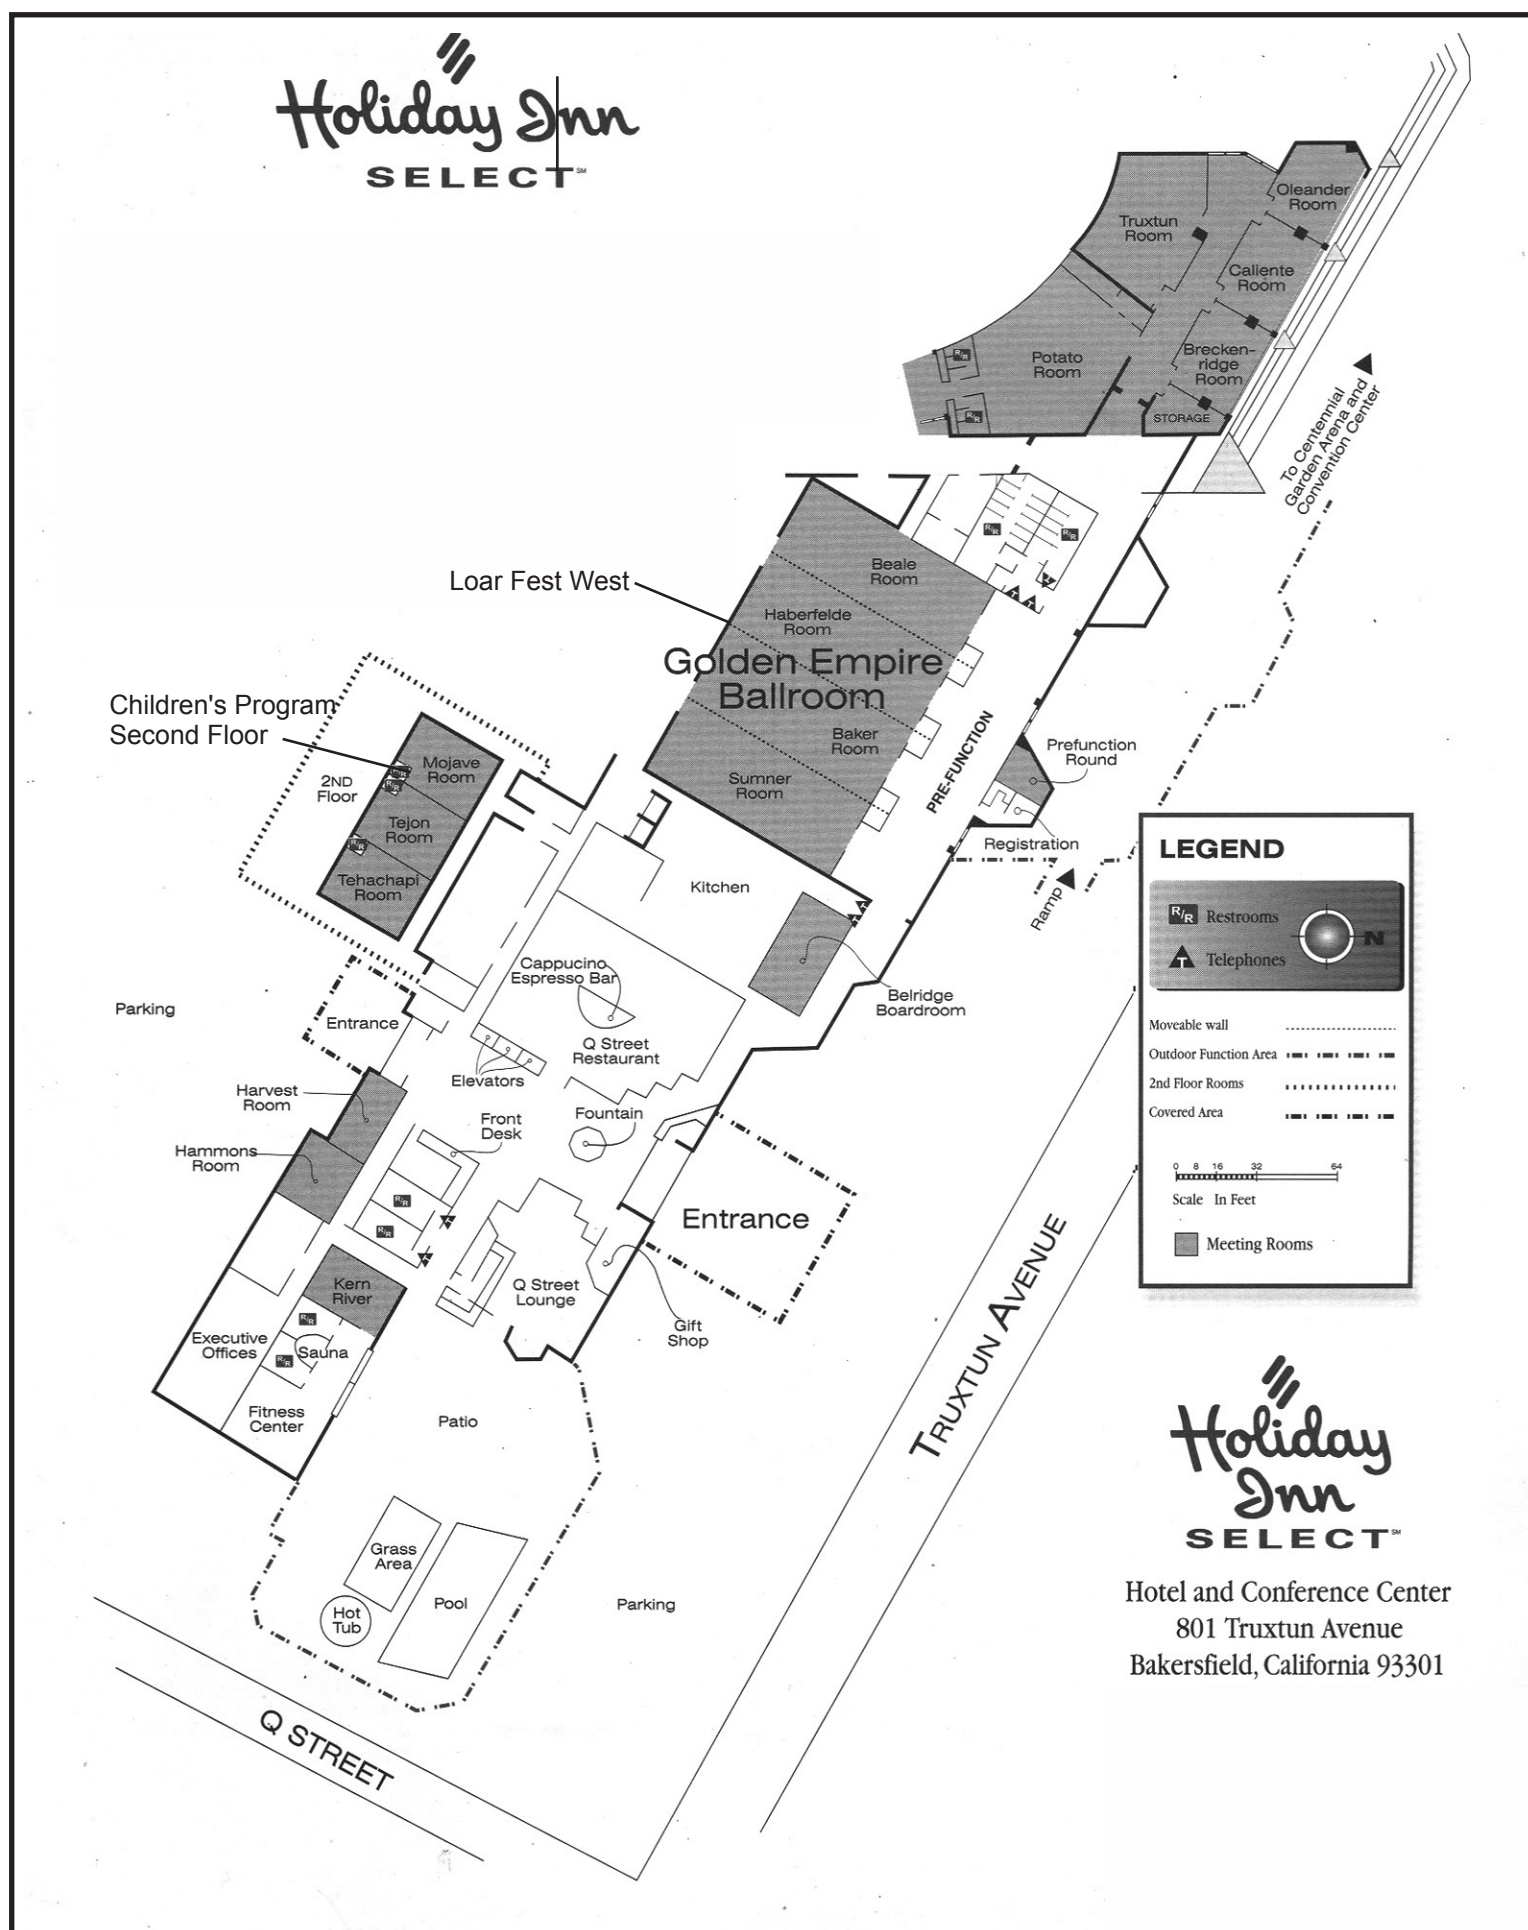 Holiday Inn
SELECT℠
Oleander
Room
Truxtun
Room
Caliente
Room
Brecken-
ridge
Room
Potato
Room
R/R
R/R
STORAGE
To Centennial
Garden Arena and
Convention Center
R/R
R/R
Beale
Room
T
T
T
Loar Fest West
Haberfelde
Room
Golden Empire
Ballroom
Baker
Room
Sumner
Room
PRE-FUNCTION
Prefunction
Round
Registration
Ramp
Children's Program
Second Floor
2ND
Floor
Mojave
Room
R/R
R/R
Tejon
Room
R/R
Tehachapi
Room
Kitchen
T
T
Belridge
Boardroom
Cappucino
Espresso Bar
Q Street
Restaurant
Elevators
Parking
Entrance
Harvest
Room
Hammons
Room
Front
Desk
Fountain
R/R
R/R
T
T
Entrance
Kern
River
Q Street
Lounge
Gift
Shop
R/R
Executive
Offices
Sauna
R/R
Fitness
Center
Patio
Grass
Area
Pool
Hot
Tub
Parking
Q STREET
TRUXTUN AVENUE
LEGEND
R/R Restrooms
N
T Telephones
Moveable wall
Outdoor Function Area
2nd Floor Rooms
Covered Area
0 8 16 32 64
Scale In Feet
Meeting Rooms
Holiday
Inn
SELECT℠
Hotel and Conference Center
801 Truxtun Avenue
Bakersfield, California 93301